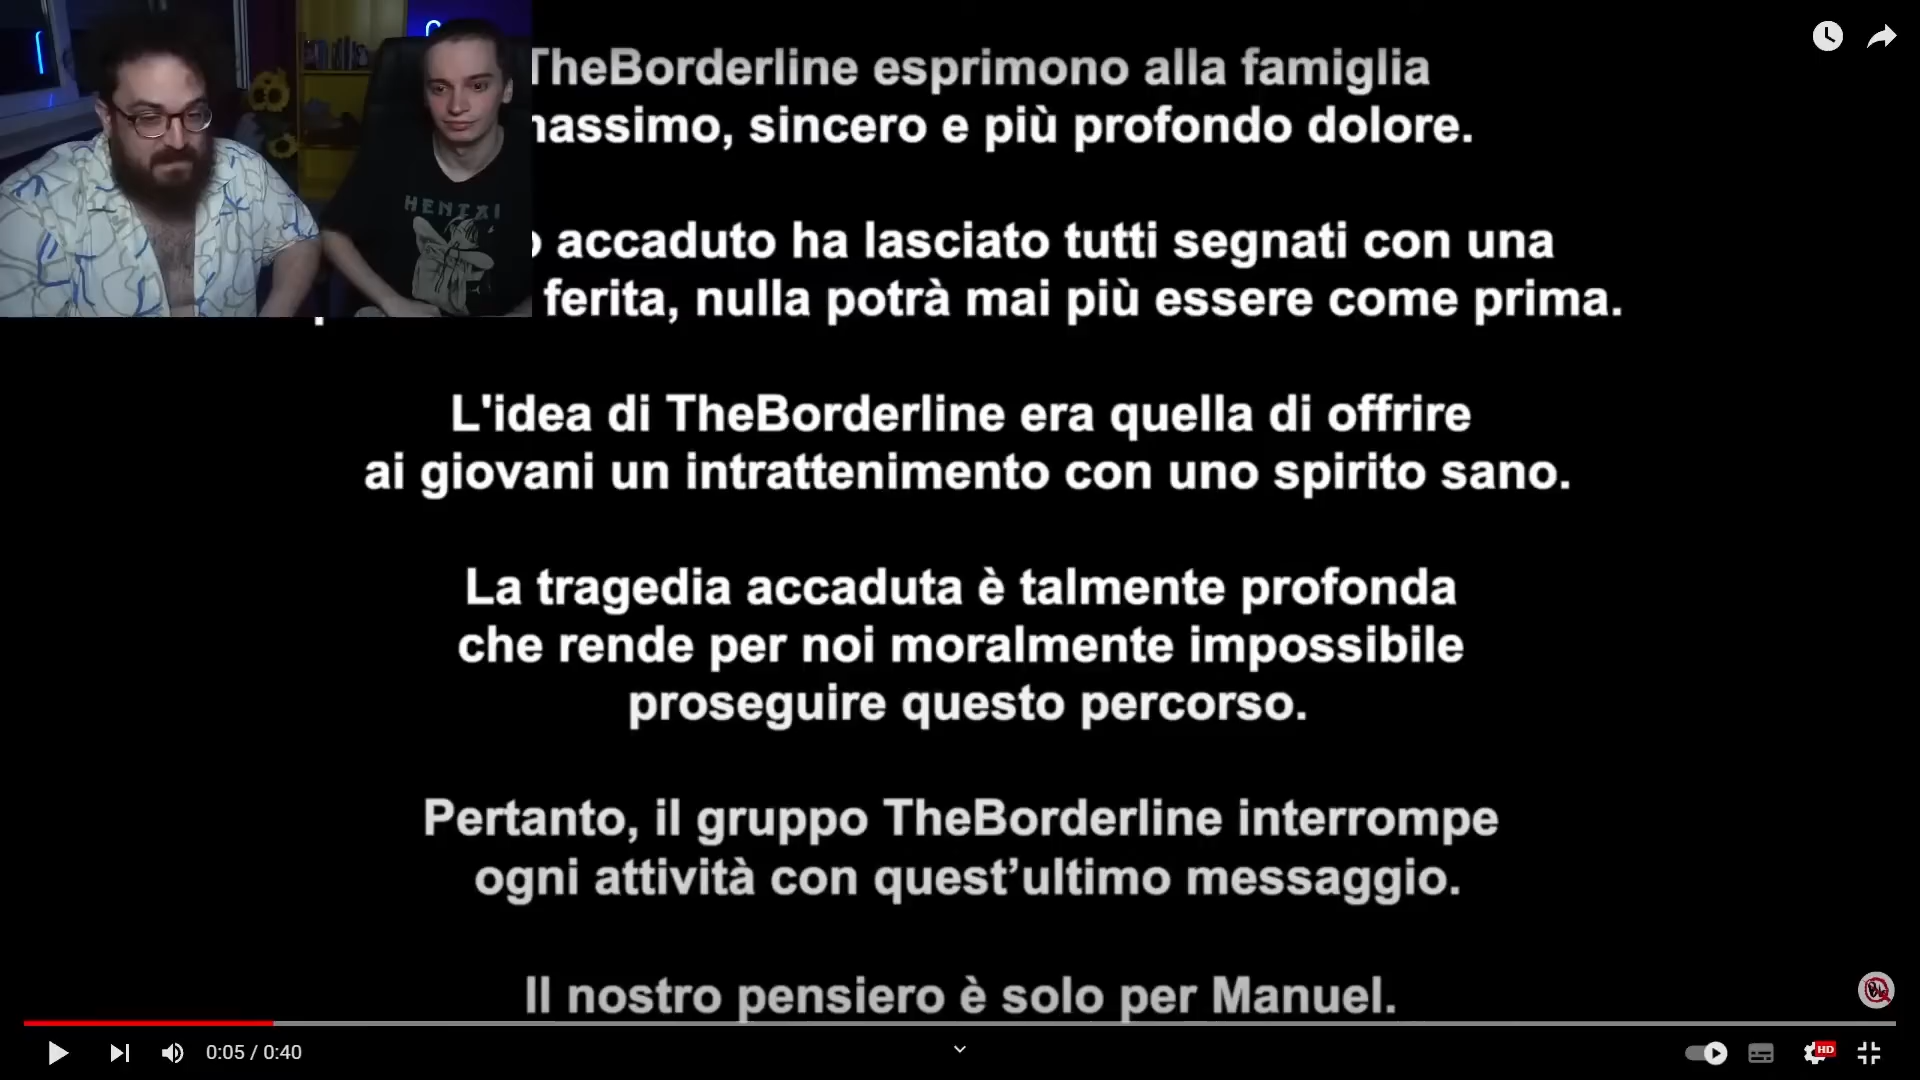 TheBorderline esprimono alla famiglia
massimo, sincero e più profondo dolore.
accaduto ha lasciato tutti segnati con una
ferita, nulla potrà mai più essere come prima.
L'idea di TheBorderline era quella di offrire
ai giovani un intrattenimento con uno spirito sano.
La tragedia accaduta è talmente profonda
che rende per noi moralmente impossibile
proseguire questo percorso.
Pertanto, il gruppo TheBorderline interrompe
ogni attività con quest’ultimo messaggio.
Il nostro pensiero è solo per Manuel.
HENTAI
0:05 / 0:40
HD